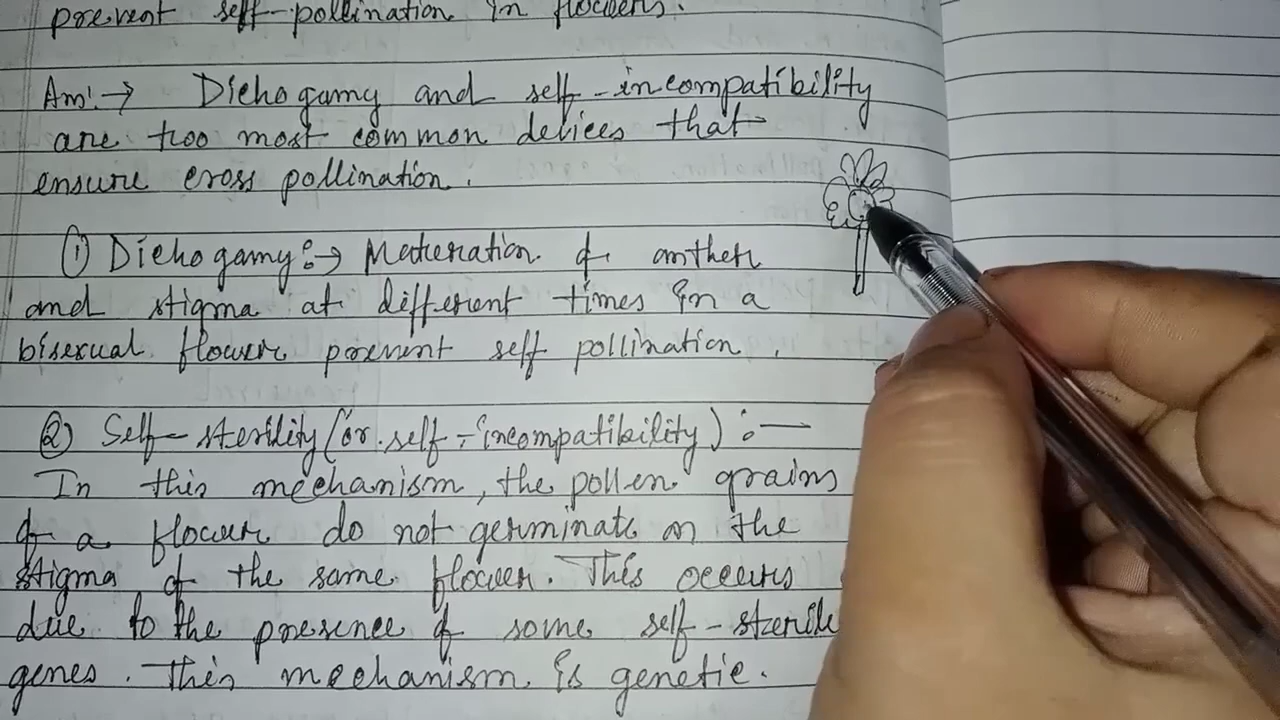 prevent self-pollination in flowers.
Ans:→ Dichogamy and self-incompatibility
are two most common devices that
ensure cross pollination.
① Dichogamy:→ Maturation of anther
and stigma at different times in a
bisexual flower prevent self pollination.
② Self-sterility (or self-incompatibility):—
In this mechanism, the pollen grains
of a flower do not germinate on the
stigma of the same flower. This occurs
due to the presence of some self-sterile
genes. This mechanism is genetic.